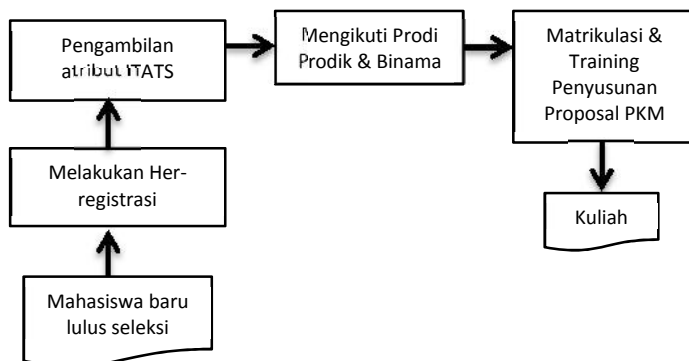 Pengambilan
atribut ITATS
Mengikuti Prodi
Prodik & Binama
Matrikulasi &
Training
Penyusunan
Proposal PKM
Melakukan Her-
registrasi
Kuliah
Mahasiswa baru
lulus seleksi